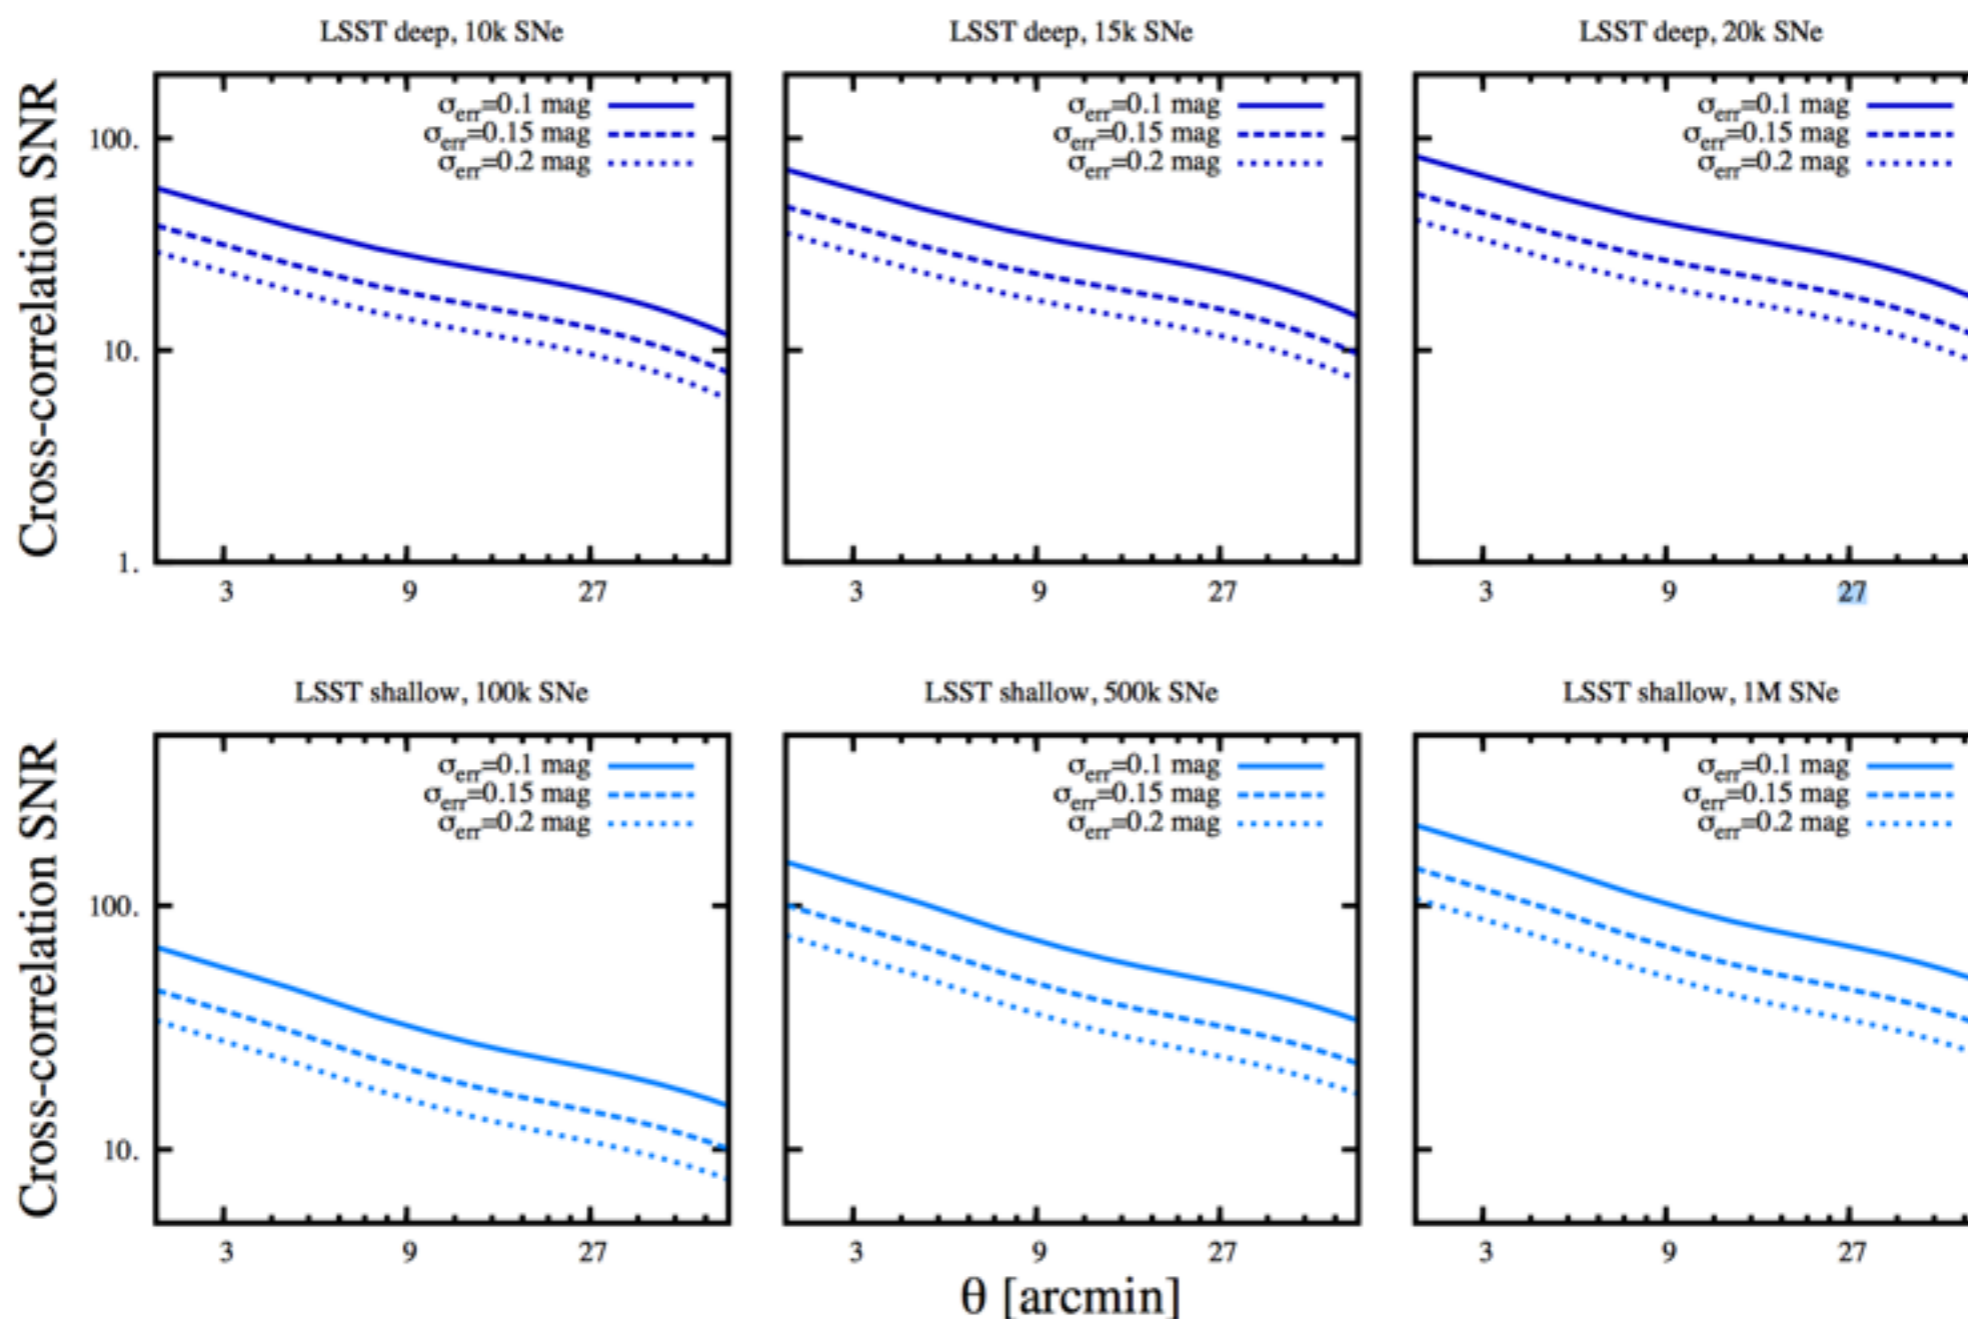 LSST deep, 10k SNe
LSST deep, 15k SNe
LSST deep, 20k SNe
Cross-correlation SNR
100.
10.
1.
σerr=0.1 mag
σerr=0.15 mag
σerr=0.2 mag
3 9 27
σerr=0.1 mag
σerr=0.15 mag
σerr=0.2 mag
3 9 27
σerr=0.1 mag
σerr=0.15 mag
σerr=0.2 mag
3 9 27
LSST shallow, 100k SNe
LSST shallow, 500k SNe
LSST shallow, 1M SNe
Cross-correlation SNR
100.
10.
σerr=0.1 mag
σerr=0.15 mag
σerr=0.2 mag
3 9 27
σerr=0.1 mag
σerr=0.15 mag
σerr=0.2 mag
3 9 27
σerr=0.1 mag
σerr=0.15 mag
σerr=0.2 mag
3 9 27
θ [arcmin]